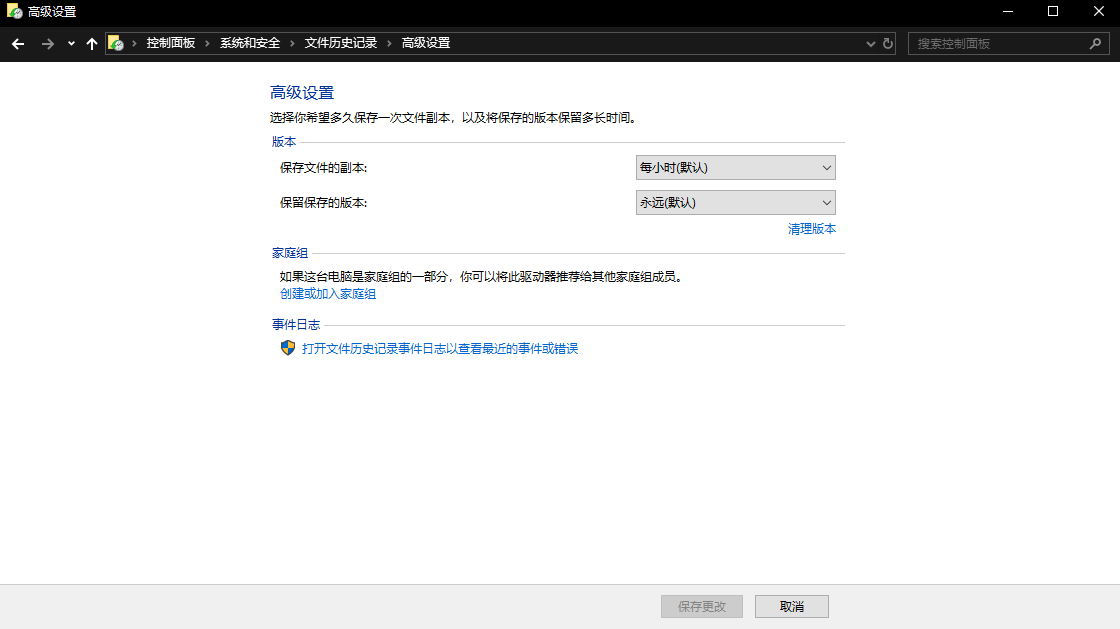 高级设置
控制面板 系统和安全 文件历史记录 高级设置 搜索控制面板
高级设置
选择你希望多久保存一次文件副本，以及将保存的版本保留多长时间。
版本
保存文件的副本: 每小时(默认)
保留保存的版本: 永远(默认)
清理版本
家庭组
如果这台电脑是家庭组的一部分，你可以将此驱动器推荐给其他家庭组成员。
创建或加入家庭组
事件日志
打开文件历史记录事件日志以查看最近的事件或错误
保存更改 取消